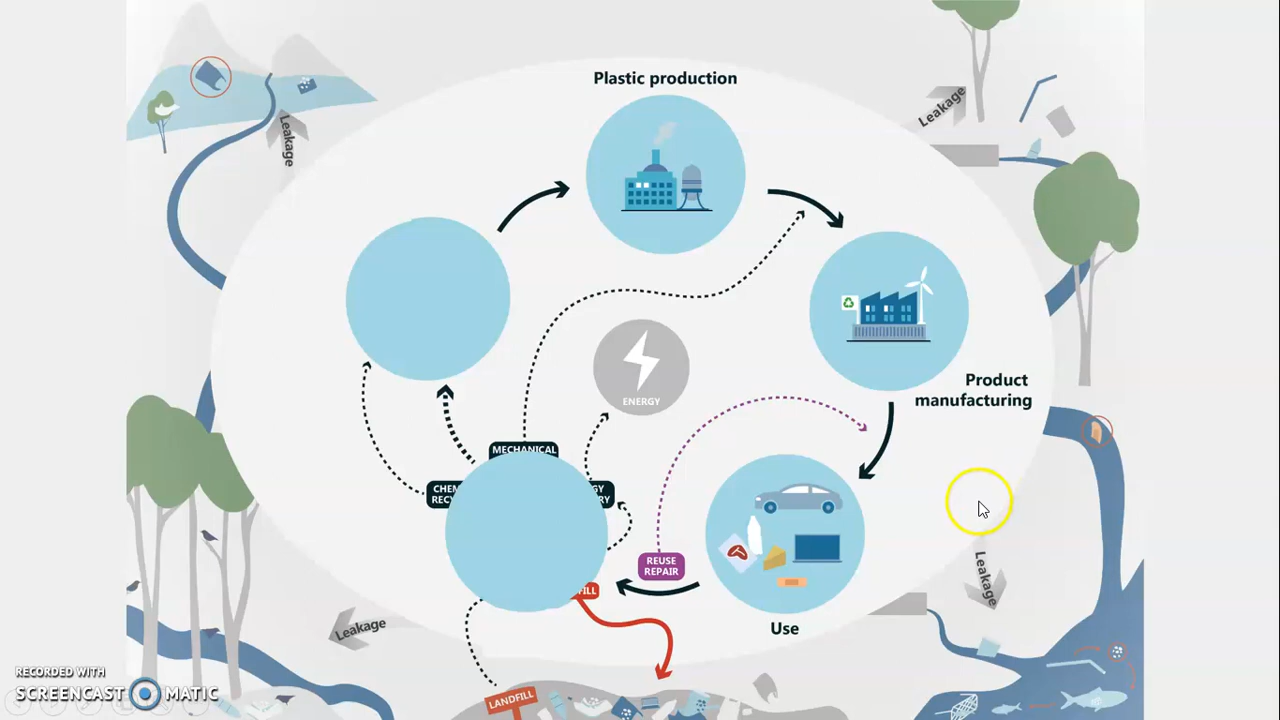 Plastic production
Leakage
Leakage
ENERGY
Product
manufacturing
MECHANICAL
REUSE
REPAIR
Leakage
Use
Leakage
LANDFILL
RECORDED WITH
SCREENCAST MATIC